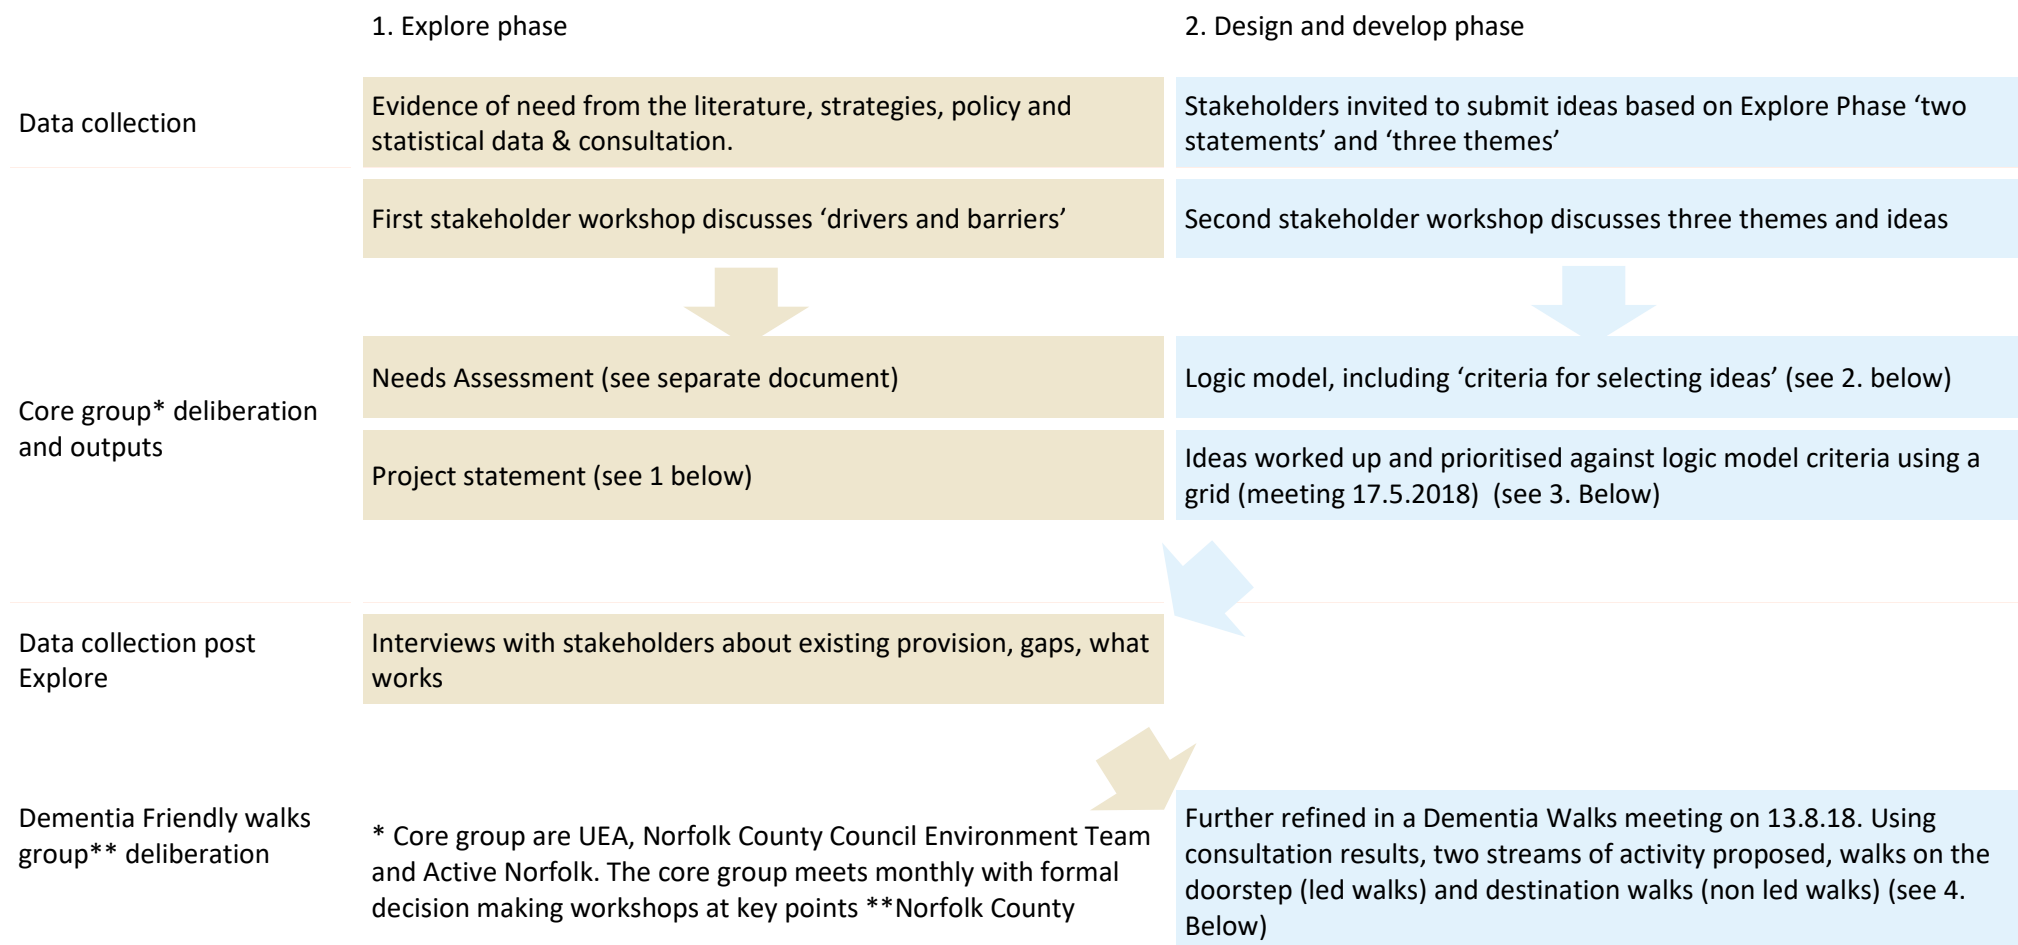 1. Explore phase
2. Design and develop phase
Data collection
Evidence of need from the literature, strategies, policy and
statistical data & consultation.
Stakeholders invited to submit ideas based on Explore Phase ‘two
statements’ and ‘three themes’
First stakeholder workshop discusses ‘drivers and barriers’
Second stakeholder workshop discusses three themes and ideas
Core group* deliberation
and outputs
Needs Assessment (see separate document)
Logic model, including ‘criteria for selecting ideas’ (see 2. below)
Project statement (see 1 below)
Ideas worked up and prioritised against logic model criteria using a
grid (meeting 17.5.2018)  (see 3. Below)
Data collection post
Explore
Interviews with stakeholders about existing provision, gaps, what
works
Dementia Friendly walks
group** deliberation
* Core group are UEA, Norfolk County Council Environment Team
and Active Norfolk. The core group meets monthly with formal
decision making workshops at key points **Norfolk County
Further refined in a Dementia Walks meeting on 13.8.18. Using
consultation results, two streams of activity proposed, walks on the
doorstep (led walks) and destination walks (non led walks) (see 4.
Below)